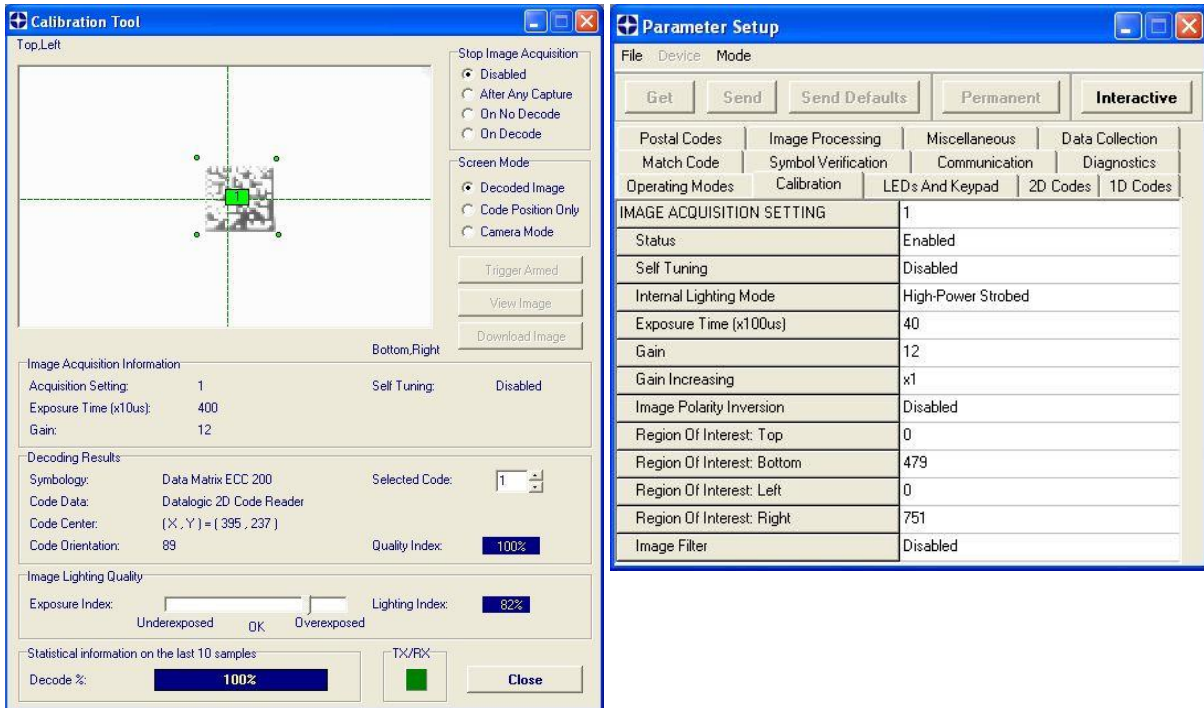 Calibration Tool
Top,Left
Stop Image Acquisition
Disabled
After Any Capture
On No Decode
On Decode
Screen Mode
Decoded Image
Code Position Only
Camera Mode
1
Trigger Armed
View Image
Download Image
Bottom,Right
Image Acquisition Information
Acquisition Setting: 1 Self Tuning: Disabled
Exposure Time (x10us): 400
Gain: 12
Decoding Results
Symbology: Data Matrix ECC 200 Selected Code: 1
Code Data: Datalogic 2D Code Reader
Code Center: ( X , Y ) = ( 395 , 237 )
Code Orientation: 89 Quality Index: 100%
Image Lighting Quality
Exposure Index: Lighting Index: 82%
Underexposed OK Overexposed
Statistical information on the last 10 samples TX/RX
Decode %: 100% Close
Parameter Setup
File Device Mode
Get Send Send Defaults Permanent Interactive
Postal Codes Image Processing Miscellaneous Data Collection
Match Code Symbol Verification Communication Diagnostics
Operating Modes Calibration LEDs And Keypad 2D Codes 1D Codes
IMAGE ACQUISITION SETTING 1
Status Enabled
Self Tuning Disabled
Internal Lighting Mode High-Power Strobed
Exposure Time (x100us) 40
Gain 12
Gain Increasing x1
Image Polarity Inversion Disabled
Region Of Interest: Top 0
Region Of Interest: Bottom 479
Region Of Interest: Left 0
Region Of Interest: Right 751
Image Filter Disabled